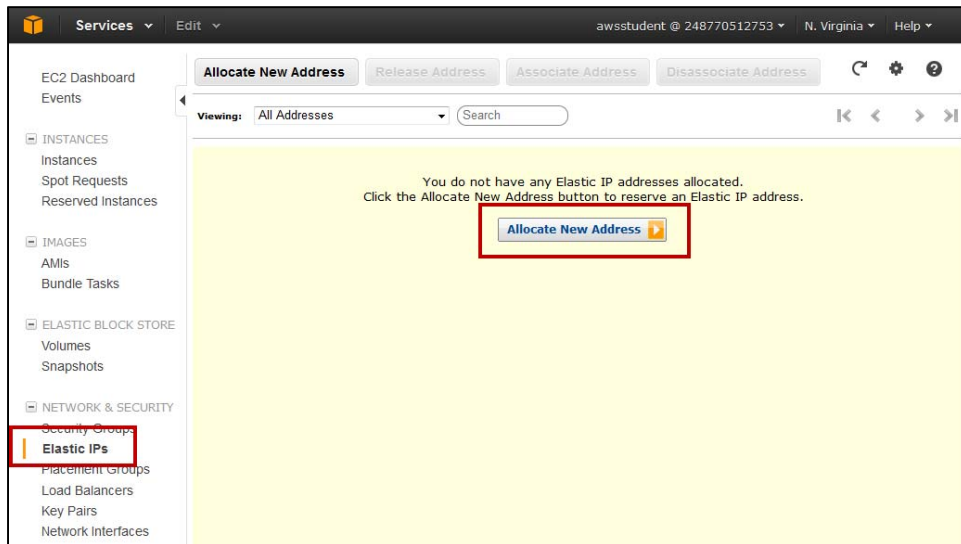 Services Edit awsstudent @ 248770512753 N. Virginia Help
EC2 Dashboard
Events
INSTANCES
Instances
Spot Requests
Reserved Instances
IMAGES
AMIs
Bundle Tasks
ELASTIC BLOCK STORE
Volumes
Snapshots
NETWORK & SECURITY
Security Groups
Elastic IPs
Placement Groups
Load Balancers
Key Pairs
Network Interfaces
Allocate New Address Release Address Associate Address Disassociate Address
Viewing: All Addresses Search
You do not have any Elastic IP addresses allocated.
Click the Allocate New Address button to reserve an Elastic IP address.
Allocate New Address